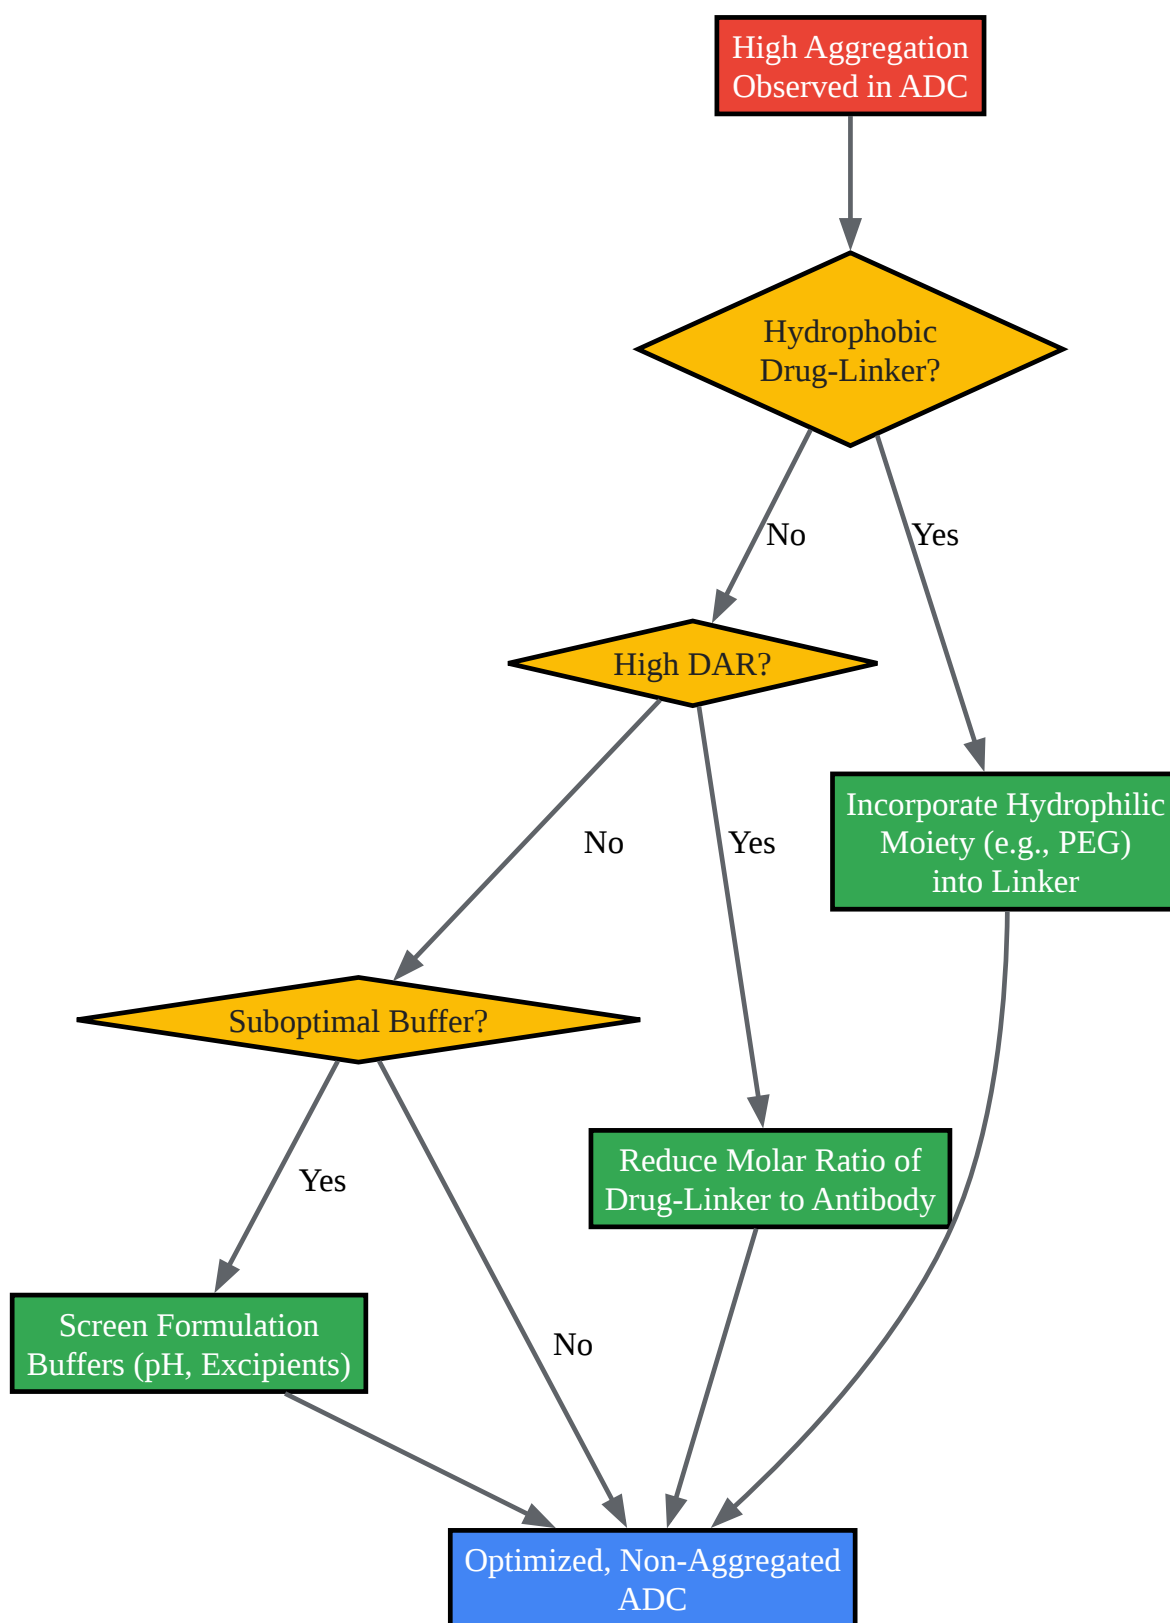 High Aggregation
Observed in ADC
Hydrophobic
Drug-Linker?
No
Yes
High DAR?
Incorporate Hydrophilic
Moiety (e.g., PEG)
into Linker
No
Yes
Suboptimal Buffer?
Reduce Molar Ratio of
Drug-Linker to Antibody
Yes
Screen Formulation
Buffers (pH, Excipients)
No
Optimized, Non-Aggregated
ADC